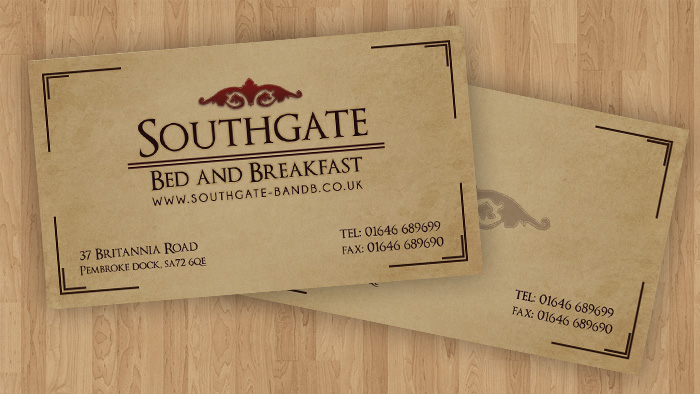 SOUTHGATE
BED AND BREAKFAST
WWW.SOUTHGATE-BANDB.CO.UK
37 BRITANNIA ROAD
PEMBROKE DOCK, SA72 6QE
TEL: 01646 689699
FAX: 01646 689690
TEL: 01646 689699
FAX: 01646 689690